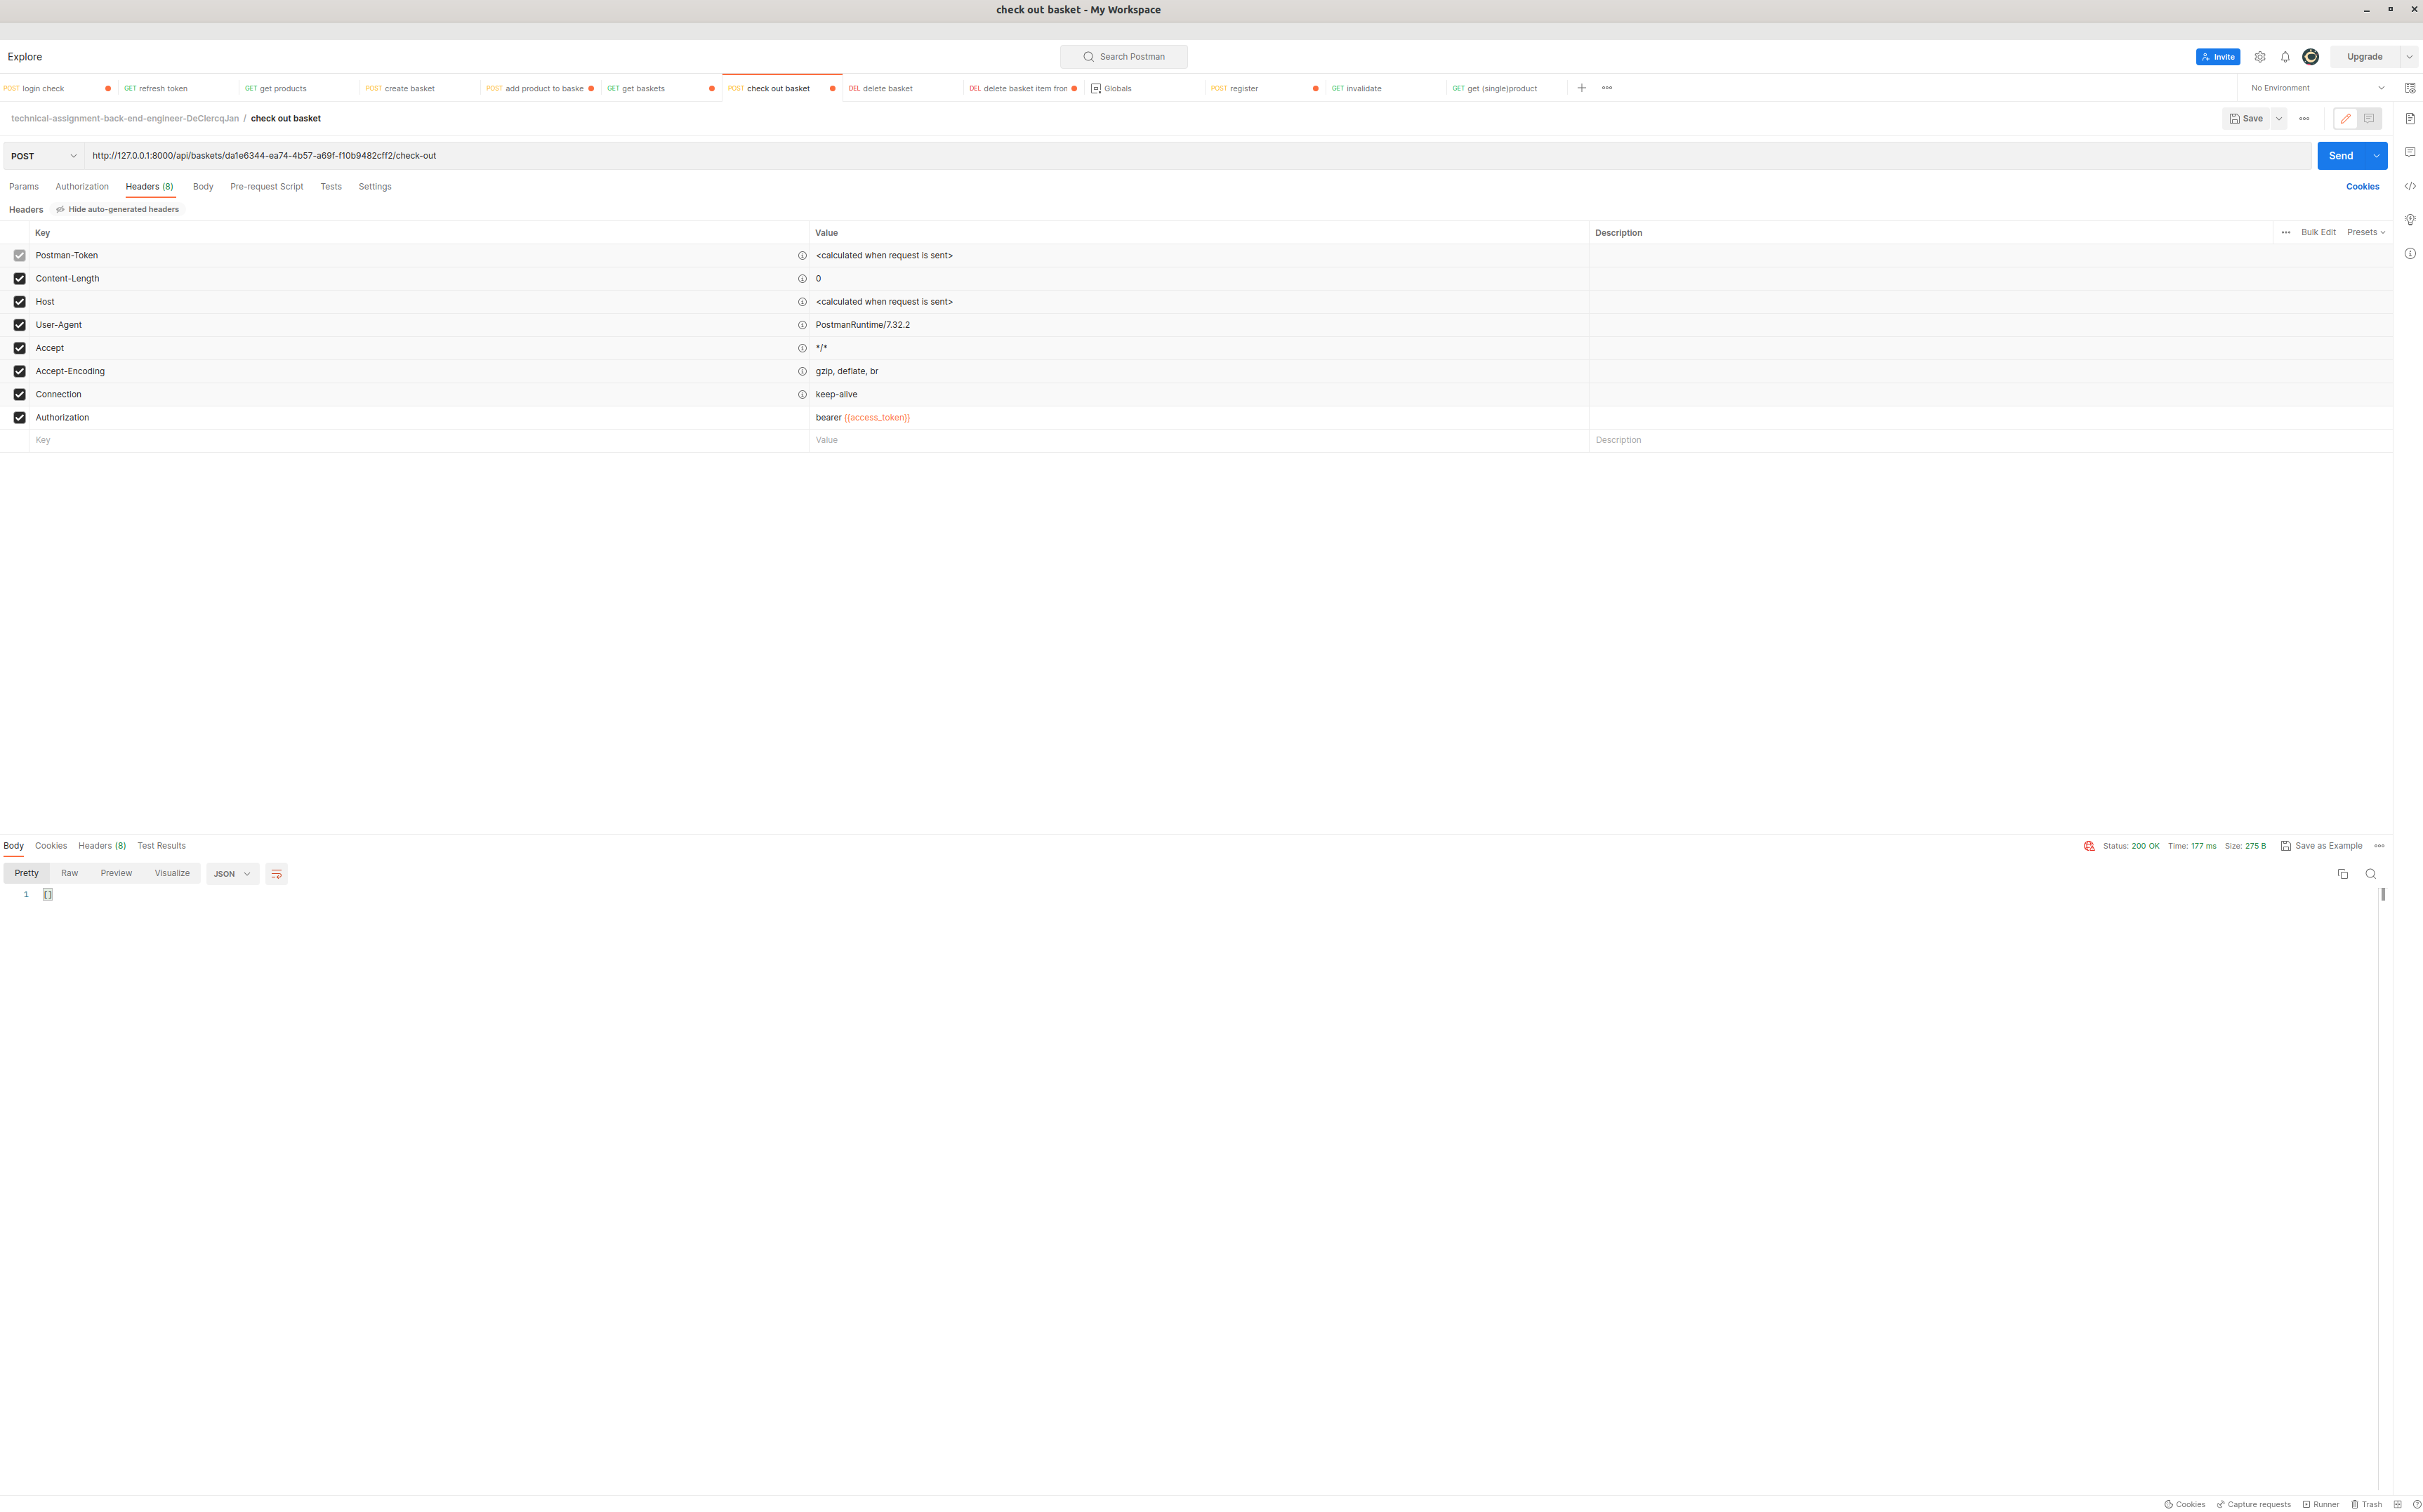 check out basket - My Workspace
Explore
Search Postman
Invite
Upgrade
POST login check
GET refresh token
GET get products
POST create basket
POST add product to baske
GET get baskets
POST check out basket
DEL delete basket
DEL delete basket item fron
Globals
POST register
GET invalidate
GET get (single)product
No Environment
technical-assignment-back-end-engineer-DeClercqJan / check out basket
Save
POST
http://127.0.0.1:8000/api/baskets/da1e6344-ea74-4b57-a69f-f10b9482cff2/check-out
Send
Params Authorization Headers (8) Body Pre-request Script Tests Settings
Cookies
Headers Hide auto-generated headers
Key Value Description Bulk Edit Presets
Postman-Token <calculated when request is sent>
Content-Length 0
Host <calculated when request is sent>
User-Agent PostmanRuntime/7.32.2
Accept */*
Accept-Encoding gzip, deflate, br
Connection keep-alive
Authorization bearer {{access_token}}
Key Value Description
Body Cookies Headers (8) Test Results
Status: 200 OK Time: 177 ms Size: 275 B Save as Example
Pretty Raw Preview Visualize JSON
1 []
Cookies Capture requests Runner Trash